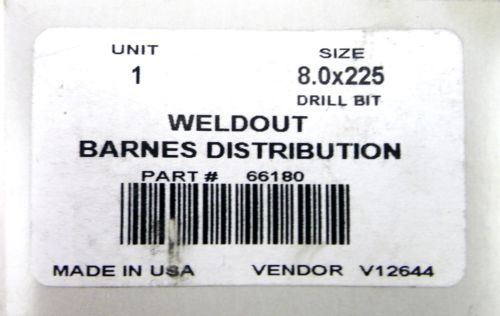 UNIT SIZE
1 8.0x225
DRILL BIT
WELDOUT
BARNES DISTRIBUTION
PART # 66180
MADE IN USA VENDOR V12644